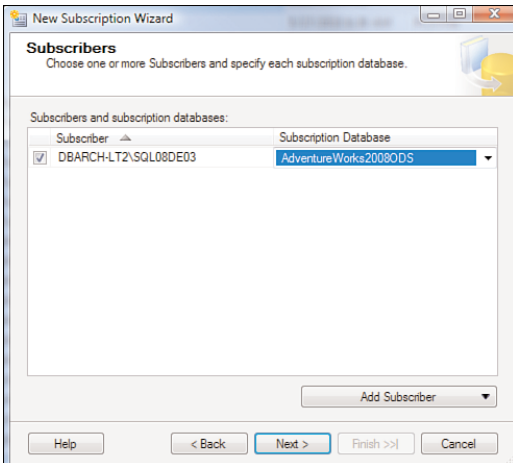 New Subscription Wizard
Subscribers
Choose one or more Subscribers and specify each subscription database.
Subscribers and subscription databases:
Subscriber Subscription Database
DBARCH-LT2\SQL08DE03 AdventureWorks2008ODS
Add Subscriber
Help < Back Next > Finish >>| Cancel